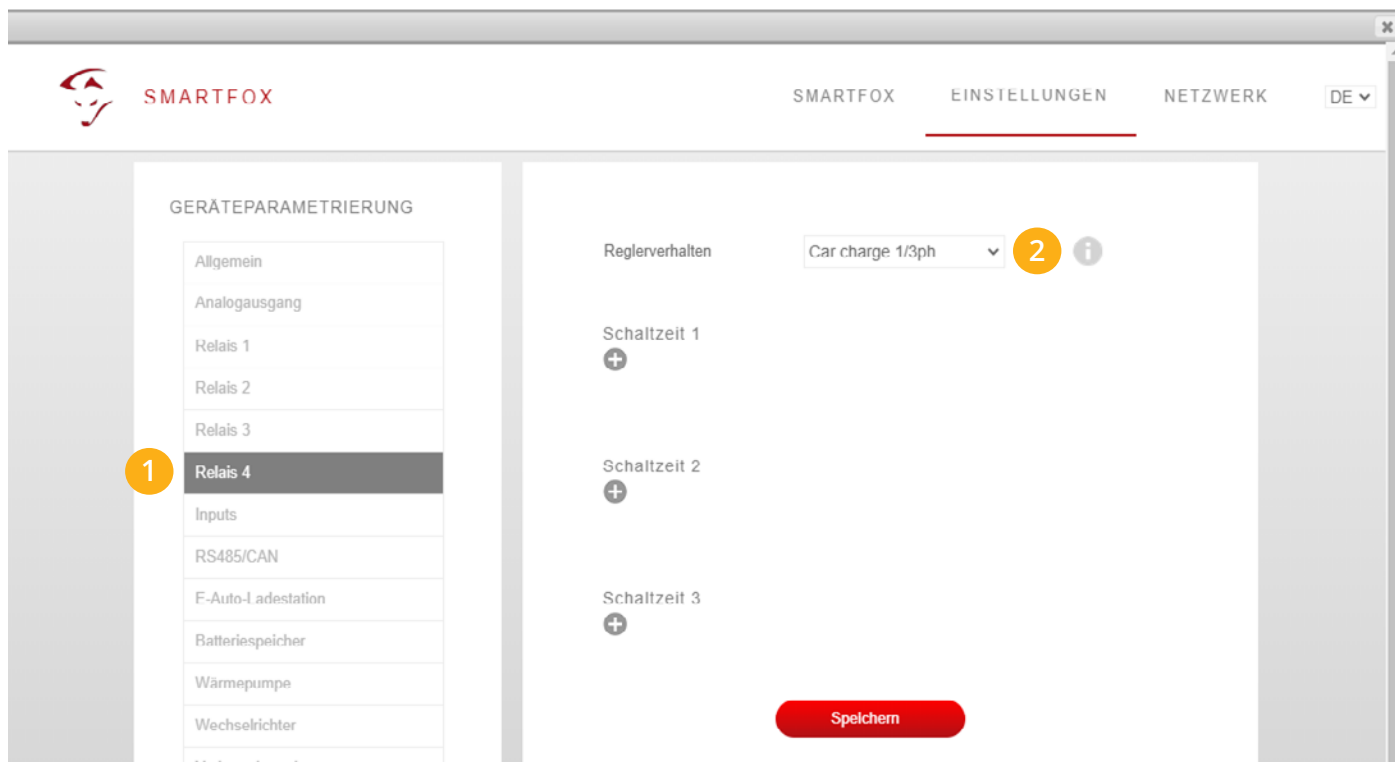 SMARTFOX
SMARTFOX EINSTELLUNGEN NETZWERK DE
GERÄTEPARAMETRIERUNG
Allgemein
Analogausgang
Relais 1
Relais 2
Relais 3
1 Relais 4
Inputs
RS485/CAN
E-Auto-Ladestation
Batteriespeicher
Wärmepumpe
Wechselrichter
Reglerverhalten Car charge 1/3ph 2 i
Schaltzeit 1
Schaltzeit 2
Schaltzeit 3
Speichern